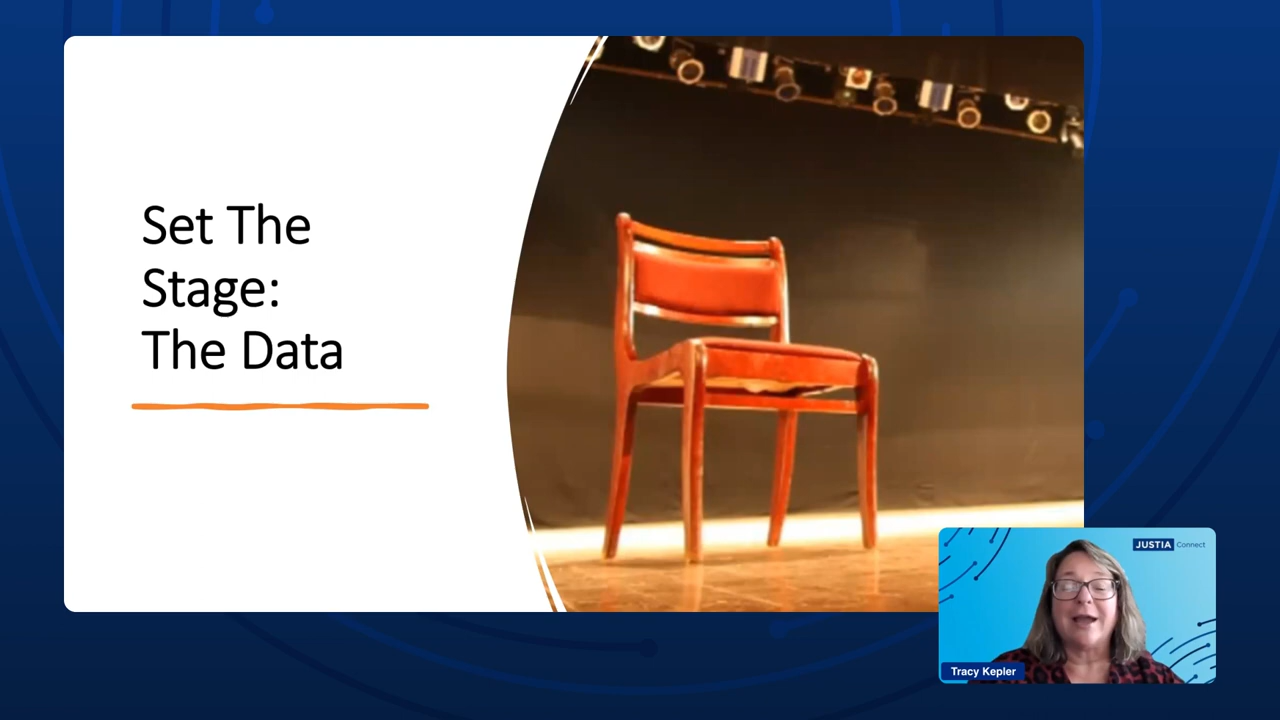 Set The
Stage:
The Data
JUSTIA Connect
Tracy Kepler